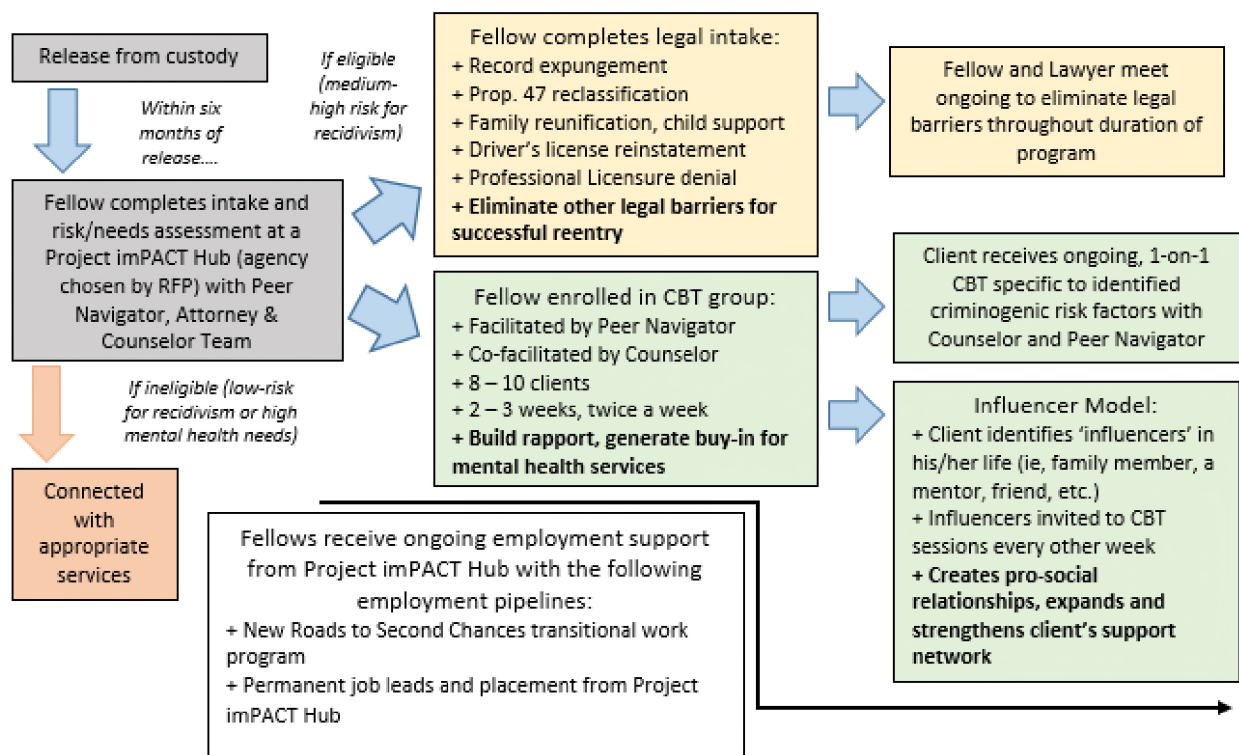 Release from custody
Within six
months of
release....
Fellow completes intake and
risk/needs assessment at a
Project imPACT Hub (agency
chosen by RFP) with Peer
Navigator, Attorney &
Counselor Team
If ineligible (low-risk
for recidivism or high
mental health needs)
Connected
with
appropriate
services
If eligible
(medium-
high risk for
recidivism)
Fellow completes legal intake:
+ Record expungement
+ Prop. 47 reclassification
+ Family reunification, child support
+ Driver's license reinstatement
+ Professional Licensure denial
+ Eliminate other legal barriers for
successful reentry
Fellow and Lawyer meet
ongoing to eliminate legal
barriers throughout duration of
program
Fellow enrolled in CBT group:
+ Facilitated by Peer Navigator
+ Co-facilitated by Counselor
+ 8 – 10 clients
+ 2 – 3 weeks, twice a week
+ Build rapport, generate buy-in for
mental health services
Client receives ongoing, 1-on-1
CBT specific to identified
criminogenic risk factors with
Counselor and Peer Navigator
Influencer Model:
+ Client identifies 'influencers' in
his/her life (ie, family member, a
mentor, friend, etc.)
+ Influencers invited to CBT
sessions every other week
+ Creates pro-social
relationships, expands and
strengthens client's support
network
Fellows receive ongoing employment support
from Project imPACT Hub with the following
employment pipelines:
+ New Roads to Second Chances transitional work
program
+ Permanent job leads and placement from Project
imPACT Hub